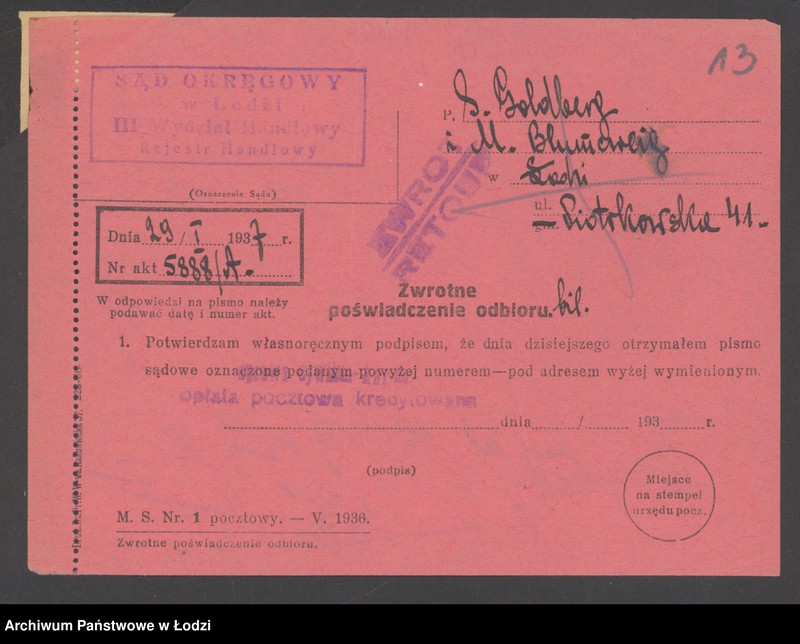 13
SĄD OKRĘGOWY
w Łodzi
III Wydział Handlowy
Rejestr Handlowy
(Oznaczenie Sądu)
P. S. Goldberg
i M. Blumcweig
w Łodzi
ul. Piotrkowska 41.
ZWROT
RETOUR
Dnia 29 / I 1937 r.
Nr akt 5888/A.
W odpowiedzi na pismo należy
podawać datę i numer akt.
Zwrotne
poświadczenie odbioru. bil.
1. Potwierdzam własnoręcznym podpisem, że dnia dzisiejszego otrzymałem pismo
sądowe oznaczone podanym powyżej numerem—pod adresem wyżej wymienionym.
opłata pocztowa kredytowana
dnia / 193 r.
(podpis)
Miejsce
na stempel
urzędu pocz.
M. S. Nr. 1 pocztowy. — V. 1936.
Zwrotne poświadczenie odbioru.
Archiwum Państwowe w Łodzi